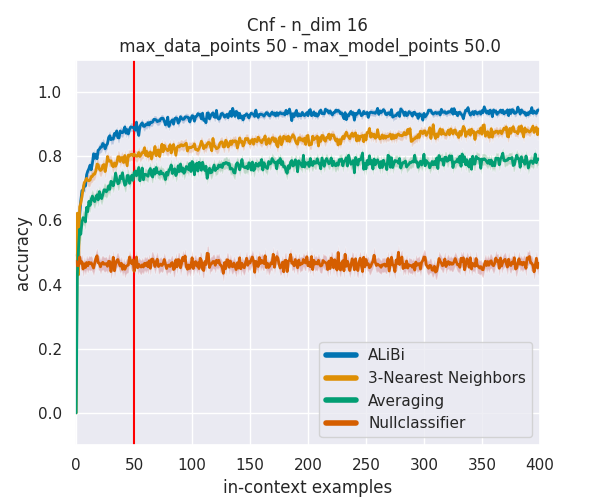 Cnf - n_dim 16
max_data_points 50 - max_model_points 50.0
1.0
0.8
0.6
0.4
0.2
0.0
accuracy
0 50 100 150 200 250 300 350 400
in-context examples
ALiBi
3-Nearest Neighbors
Averaging
Nullclassifier